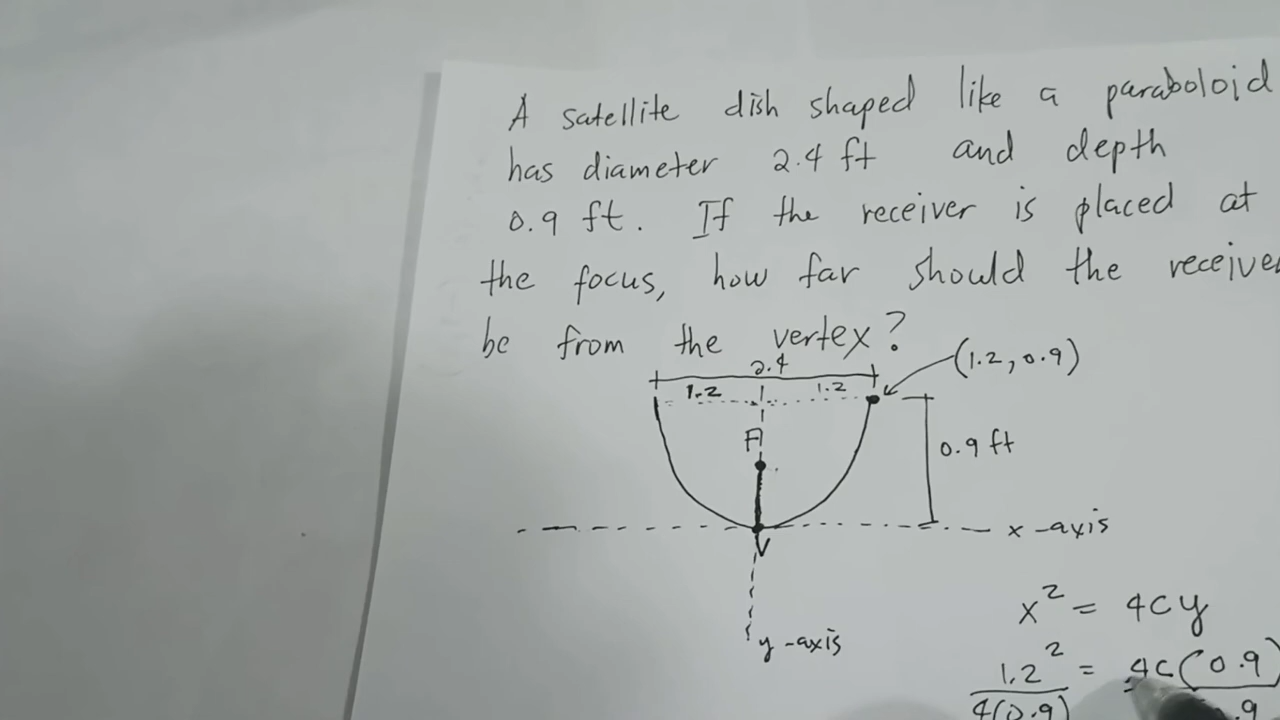 A satellite dish shaped like a paraboloid
has diameter 2.4 ft and depth
0.9 ft. If the receiver is placed at
the focus, how far should the receive
be from the vertex?
2.4
(1.2, 0.9)
1.2 1.2
F
0.9 ft
x-axis
V
x² = 4cy
y-axis
1.2² = 4c(0.9)
4(0.9) .9